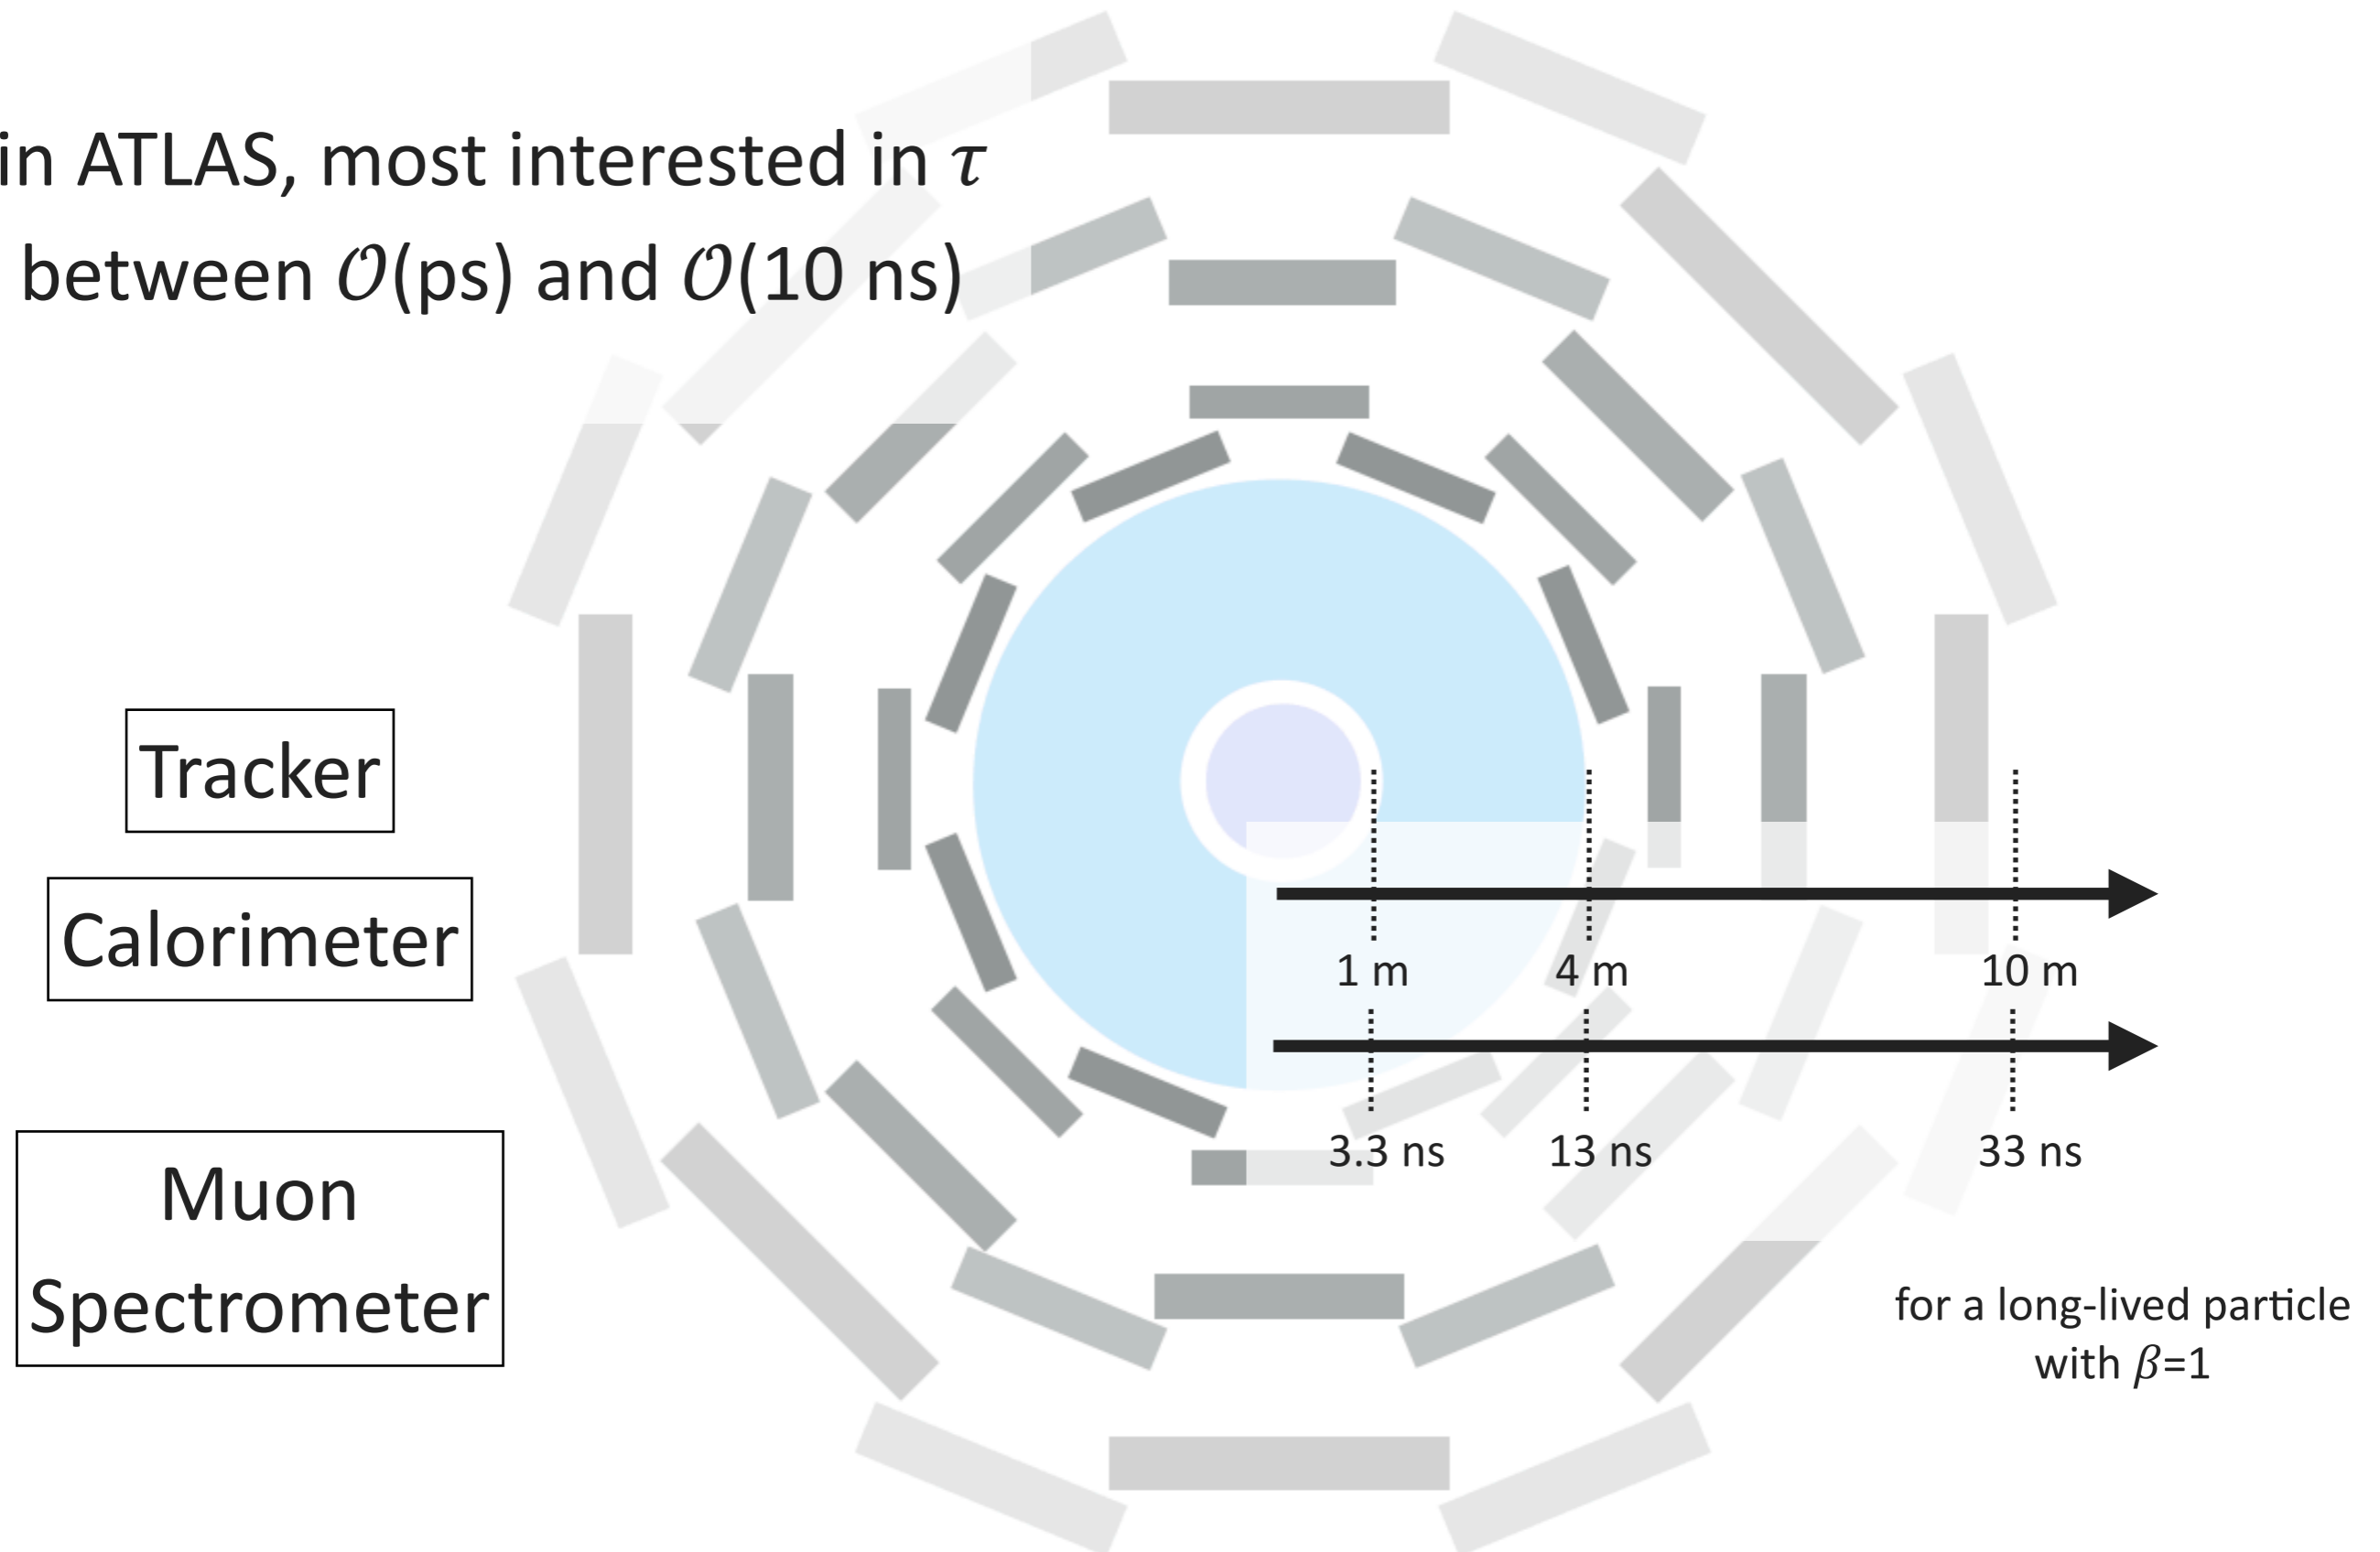 in ATLAS, most interested in τ
between 𝒪(ps) and 𝒪(10 ns)
Tracker
Calorimeter
Muon
Spectrometer
1 m 4 m 10 m
3.3 ns 13 ns 33 ns
for a long-lived particle
with β=1